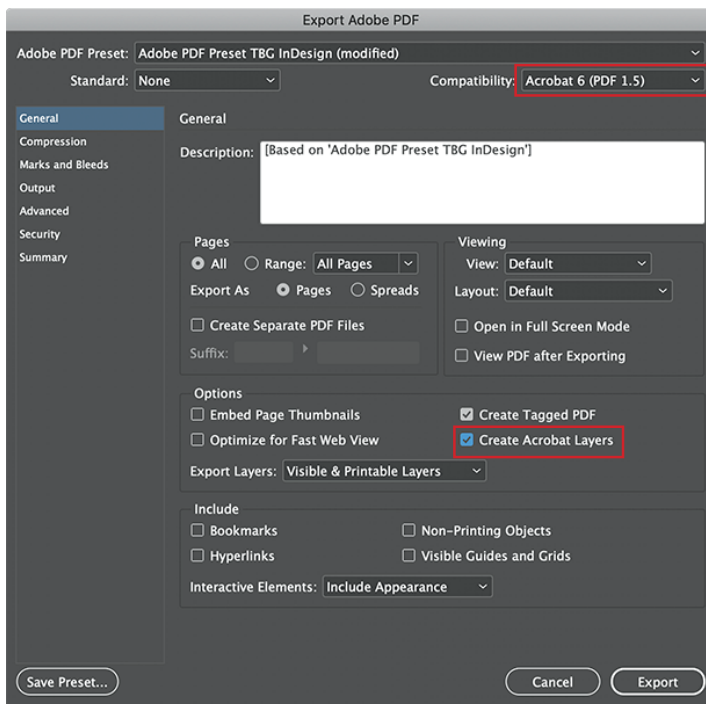 Export Adobe PDF
Adobe PDF Preset: Adobe PDF Preset TBG InDesign (modified)
Standard: None Compatibility: Acrobat 6 (PDF 1.5)
General
Compression
Marks and Bleeds
Output
Advanced
Security
Summary
General
Description: [Based on 'Adobe PDF Preset TBG InDesign']
Pages
All Range: All Pages
Export As Pages Spreads
Create Separate PDF Files
Suffix:
Viewing
View: Default
Layout: Default
Open in Full Screen Mode
View PDF after Exporting
Options
Embed Page Thumbnails Create Tagged PDF
Optimize for Fast Web View Create Acrobat Layers
Export Layers: Visible & Printable Layers
Include
Bookmarks Non-Printing Objects
Hyperlinks Visible Guides and Grids
Interactive Elements: Include Appearance
Save Preset... Cancel Export